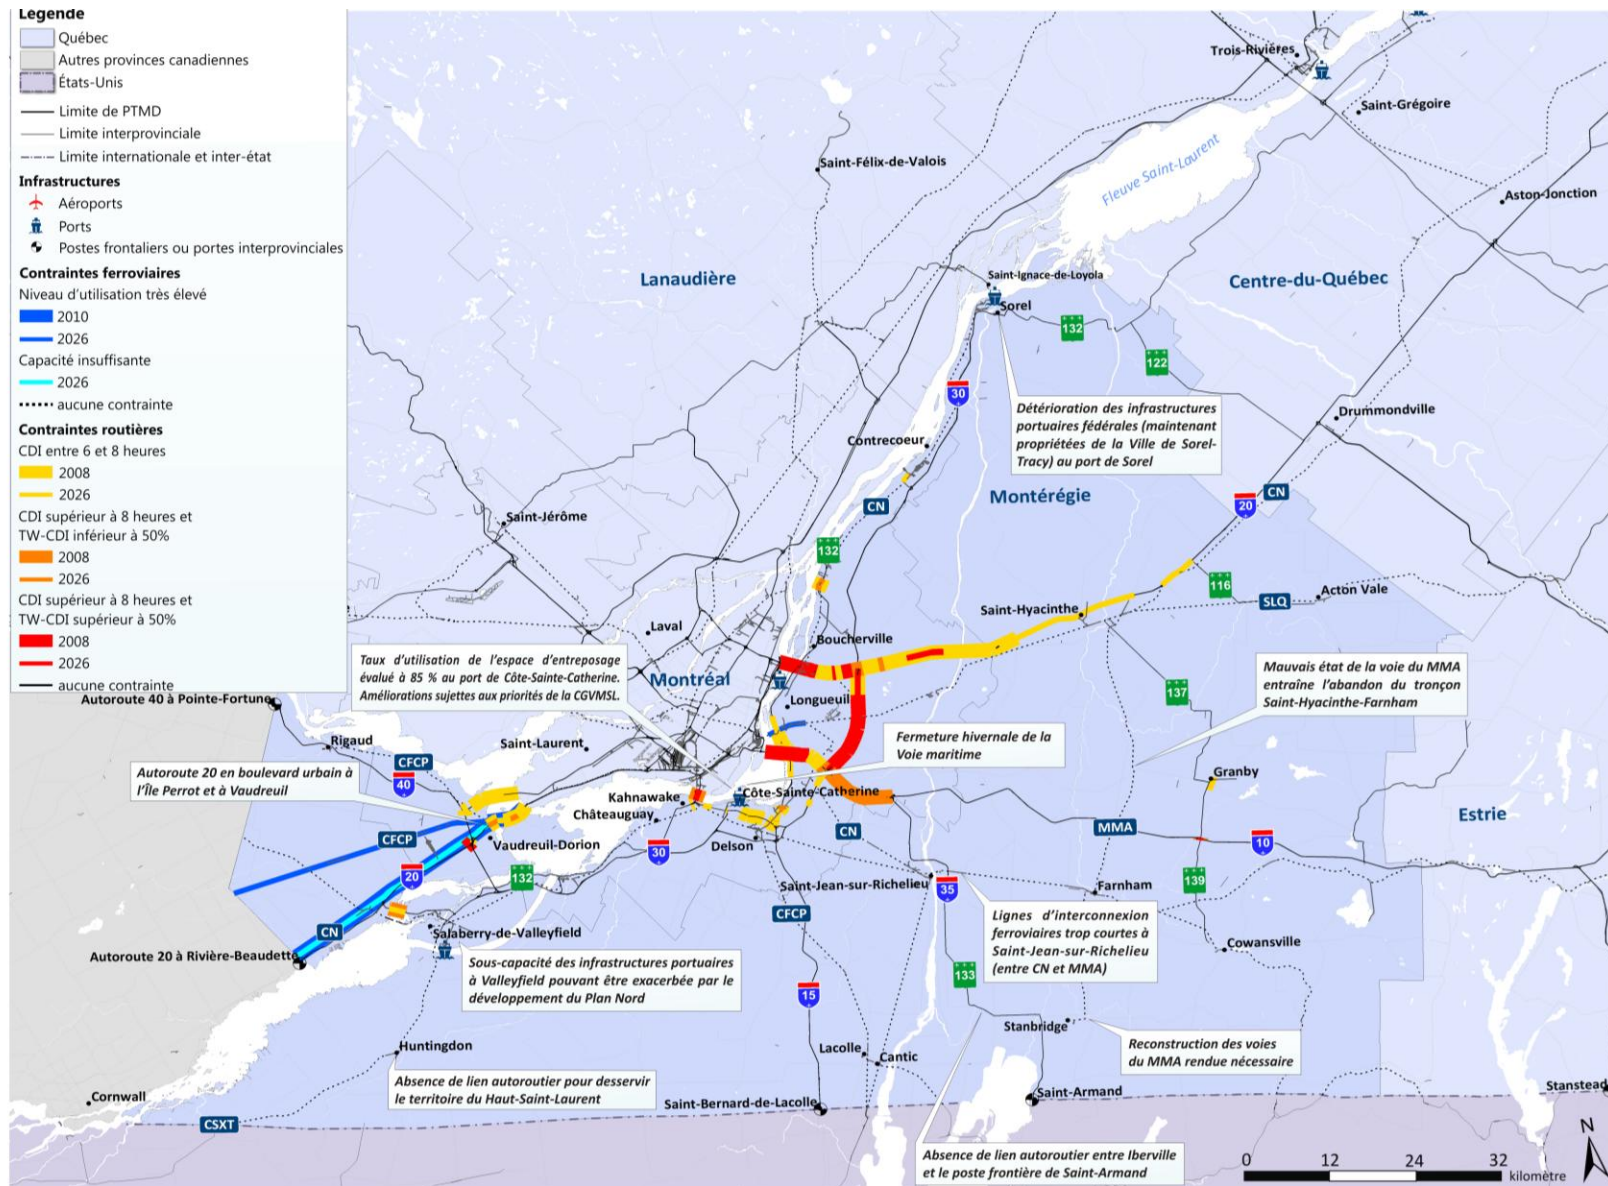 Légende
Québec
Autres provinces canadiennes
États-Unis
Limite de PTMD
Limite interprovinciale
Limite internationale et inter-état
Infrastructures
Aéroports
Ports
Postes frontaliers ou portes interprovinciales
Contraintes ferroviaires
Niveau d'utilisation très élevé
2010
2026
Capacité insuffisante
2026
aucune contrainte
Contraintes routières
CDI entre 6 et 8 heures
2008
2026
CDI supérieur à 8 heures et
TW-CDI inférieur à 50%
2008
2026
CDI supérieur à 8 heures et
TW-CDI supérieur à 50%
2008
2026
aucune contrainte
Trois-Rivières
Saint-Grégoire
Saint-Félix-de-Valois
Fleuve Saint-Laurent
Aston-Jonction
Lanaudière
Saint-Ignace-de-Loyola
Centre-du-Québec
Sorel
132
122
30
Détérioration des infrastructures
portuaires fédérales (maintenant
propriétées de la Ville de Sorel-
Tracy) au port de Sorel
Drummondville
Contrecoeur
Montérégie
CN
20
CN
Saint-Jérôme
132
116
Saint-Hyacinthe
SLQ
Acton Vale
Laval
Boucherville
Taux d'utilisation de l'espace d'entreposage
évalué à 85 % au port de Côte-Sainte-Catherine.
Améliorations sujettes aux priorités de la CGVMSL.
Montréal
Mauvais état de la voie du MMA
entraîne l'abandon du tronçon
Saint-Hyacinthe-Farnham
137
Autoroute 40 à Pointe-Fortune
Longueuil
Rigaud
Saint-Laurent
Fermeture hivernale de la
Voie maritime
CFCP
Autoroute 20 en boulevard urbain à
l'Île Perrot et à Vaudreuil
40
Granby
Kahnawake
Côte-Sainte-Catherine
Châteauguay
Estrie
CFCP
Vaudreuil-Dorion
30
Delson
CN
MMA
10
20
132
Saint-Jean-sur-Richelieu
35
Farnham
139
CFCP
CN
Salaberry-de-Valleyfield
Lignes d'interconnexion
ferroviaires trop courtes à
Saint-Jean-sur-Richelieu
(entre CN et MMA)
Cowansville
Autoroute 20 à Rivière-Beaudette
Sous-capacité des infrastructures portuaires
à Valleyfield pouvant être exacerbée par le
développement du Plan Nord
133
15
Stanbridge
Huntingdon
Lacolle
Cantic
Reconstruction des voies
du MMA rendue nécessaire
Absence de lien autoroutier pour desservir
le territoire du Haut-Saint-Laurent
Cornwall
Saint-Bernard-de-Lacolle
Saint-Armand
Stanstead
CSXT
Absence de lien autoroutier entre Iberville
et le poste frontière de Saint-Armand
N
0 12 24 32
kilomètre